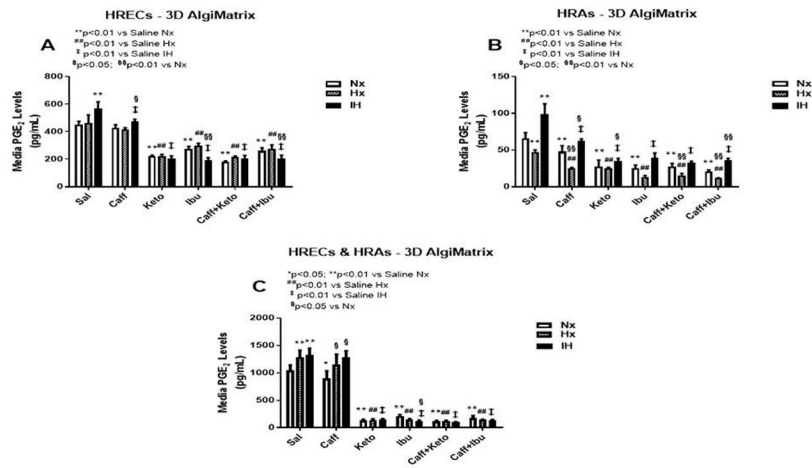 HRECs - 3D AlgiMatrix
A
**p<0.01 vs Saline Nx
##p<0.01 vs Saline Hx
‡ p<0.01 vs Saline IH
§p<0.05; §§p<0.01 vs Nx
Media PGE2 Levels
(pg/mL)
800
600
400
200
0
** § ‡
**## ‡ ** ## §§ ‡ ** ## ‡ ** ## §§ ‡
Nx
Hx
IH
Sal Caff Keto Ibu Caff+Keto Caff+Ibu
HRAs - 3D AlgiMatrix
B
**p<0.01 vs Saline Nx
##p<0.01 vs Saline Hx
‡ p<0.01 vs Saline IH
§p<0.05; §§p<0.01 vs Nx
Media PGE2 Levels
(pg/mL)
150
100
50
0
** ** ** §§ ## § ‡
** ## § ‡ ** ## ‡ ** §§ ## ‡ ** ## §§ ‡
Nx
Hx
IH
Sal Caff Keto Ibu Caff+Keto Caff+Ibu
HRECs & HRAs - 3D AlgiMatrix
C
*p<0.05; **p<0.01 vs Saline Nx
##p<0.01 vs Saline Hx
‡ p<0.01 vs Saline IH
§p<0.05 vs Nx
Media PGE2 Levels
(pg/mL)
2000
1500
1000
500
0
**** * § §
** ## ‡ ** ## § ‡ ** ## ‡ ** ## ‡
Nx
Hx
IH
Sal Caff Keto Ibu Caff+Keto Caff+Ibu